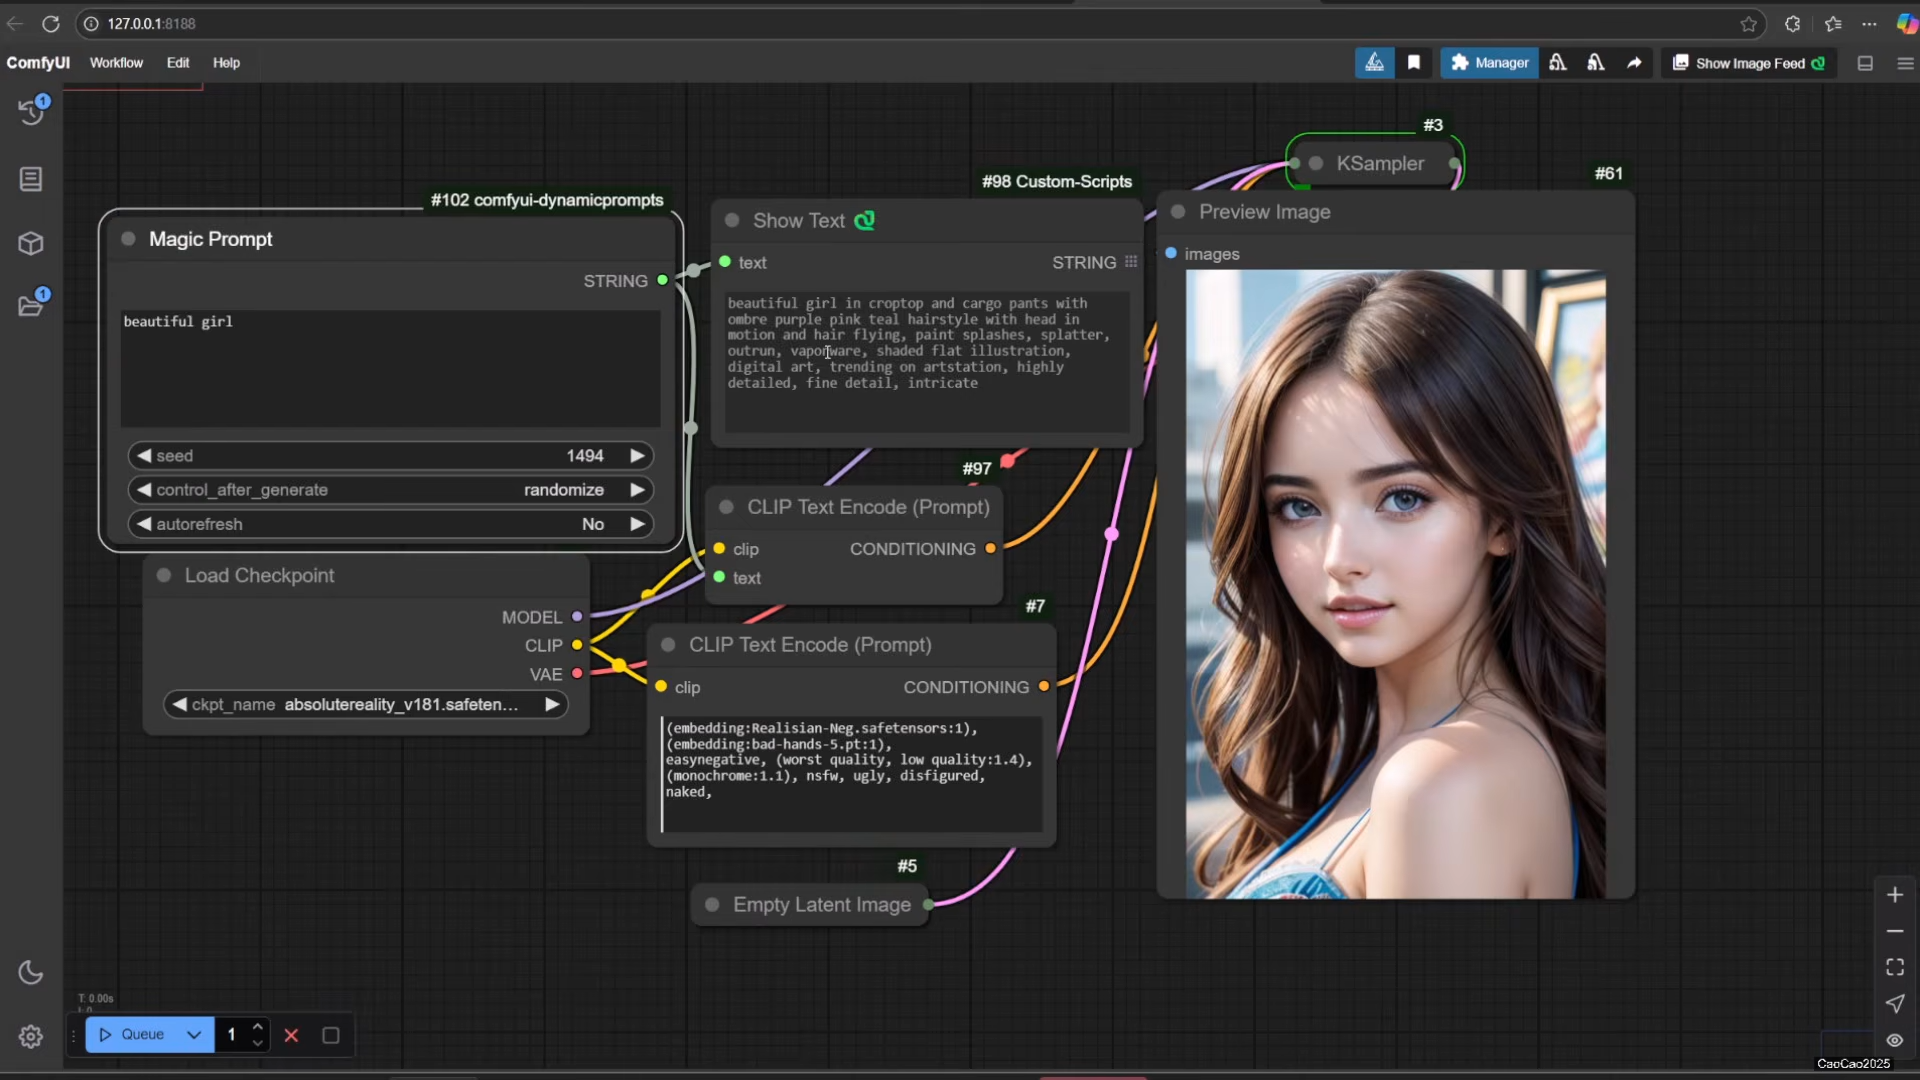 127.0.0.1:8188
ComfyUI Workflow Edit Help
Manager
Show Image Feed
1
1
#102 comfyui-dynamicprompts
Magic Prompt
STRING
beautiful girl
seed 1494
control_after_generate randomize
autorefresh No
Load Checkpoint
MODEL
CLIP
VAE
ckpt_name absolutereality_v181.safeten...
#98 Custom-Scripts
Show Text
text STRING
beautiful girl in croptop and cargo pants with
ombre purple pink teal hairstyle with head in
motion and hair flying, paint splashes, splatter,
outrun, vaporware, shaded flat illustration,
digital art, trending on artstation, highly
detailed, fine detail, intricate
#97
CLIP Text Encode (Prompt)
clip CONDITIONING
text
#7
CLIP Text Encode (Prompt)
clip CONDITIONING
(embedding:Realisian-Neg.safetensors:1),
(embedding:bad-hands-5.pt:1),
easynegative, (worst quality, low quality:1.4),
(monochrome:1.1), nsfw, ugly, disfigured,
naked,
#5
Empty Latent Image
#3
KSampler
#61
Preview Image
images
T: 0.00s
Queue 1
CaoCao2025